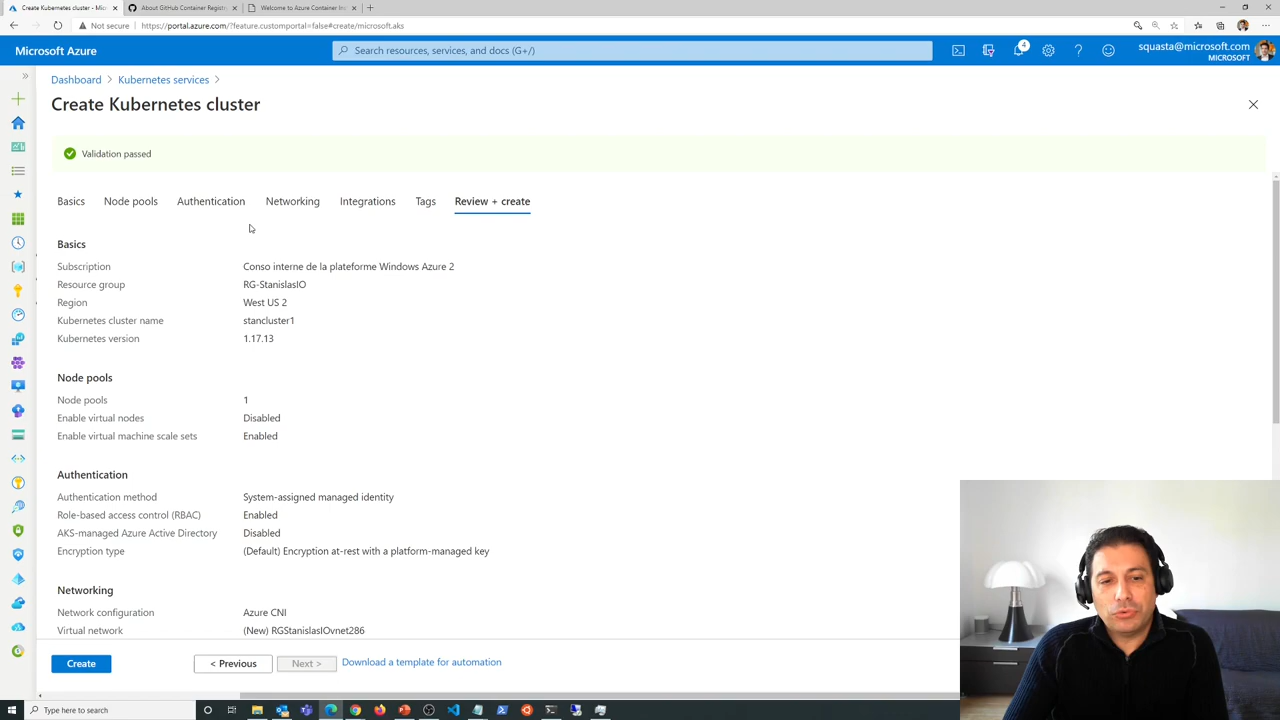 Create Kubernetes cluster - Mic
About GitHub Container Registry
Welcome to Azure Container Ins
Not secure
https://portal.azure.com/?feature.customportal=false#create/microsoft.aks
Microsoft Azure
Search resources, services, and docs (G+/)
4
squasta@microsoft.com
MICROSOFT
Dashboard > Kubernetes services >
Create Kubernetes cluster
Validation passed
Basics Node pools Authentication Networking Integrations Tags Review + create
Basics
Subscription Conso interne de la plateforme Windows Azure 2
Resource group RG-StanislasIO
Region West US 2
Kubernetes cluster name stancluster1
Kubernetes version 1.17.13
Node pools
Node pools 1
Enable virtual nodes Disabled
Enable virtual machine scale sets Enabled
Authentication
Authentication method System-assigned managed identity
Role-based access control (RBAC) Enabled
AKS-managed Azure Active Directory Disabled
Encryption type (Default) Encryption at-rest with a platform-managed key
Networking
Network configuration Azure CNI
Virtual network (New) RGStanislasIOvnet286
Create < Previous Next > Download a template for automation
Type here to search